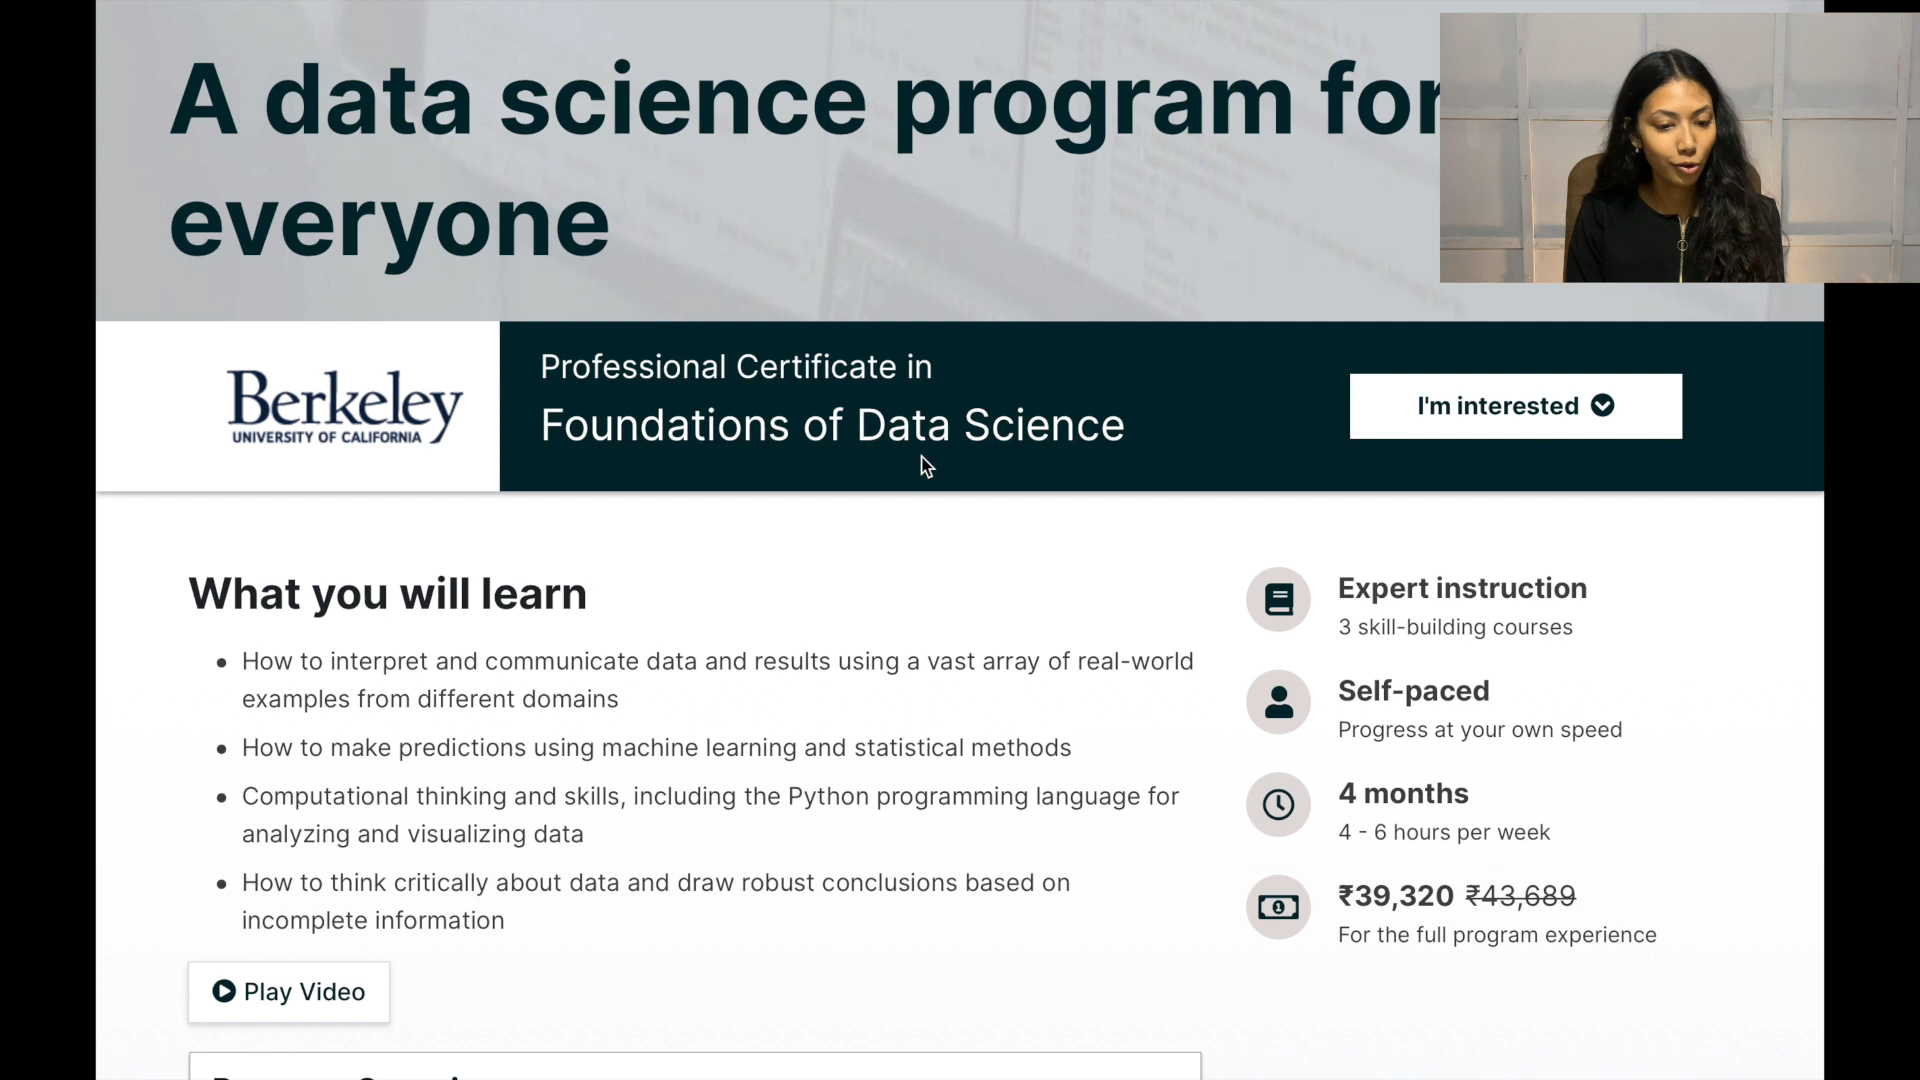 A data science program for
everyone
Berkeley
UNIVERSITY OF CALIFORNIA
Professional Certificate in
Foundations of Data Science
I'm interested
What you will learn
• How to interpret and communicate data and results using a vast array of real-world
examples from different domains
• How to make predictions using machine learning and statistical methods
• Computational thinking and skills, including the Python programming language for
analyzing and visualizing data
• How to think critically about data and draw robust conclusions based on
incomplete information
Play Video
Expert instruction
3 skill-building courses
Self-paced
Progress at your own speed
4 months
4 - 6 hours per week
₹39,320 ₹43,689
For the full program experience